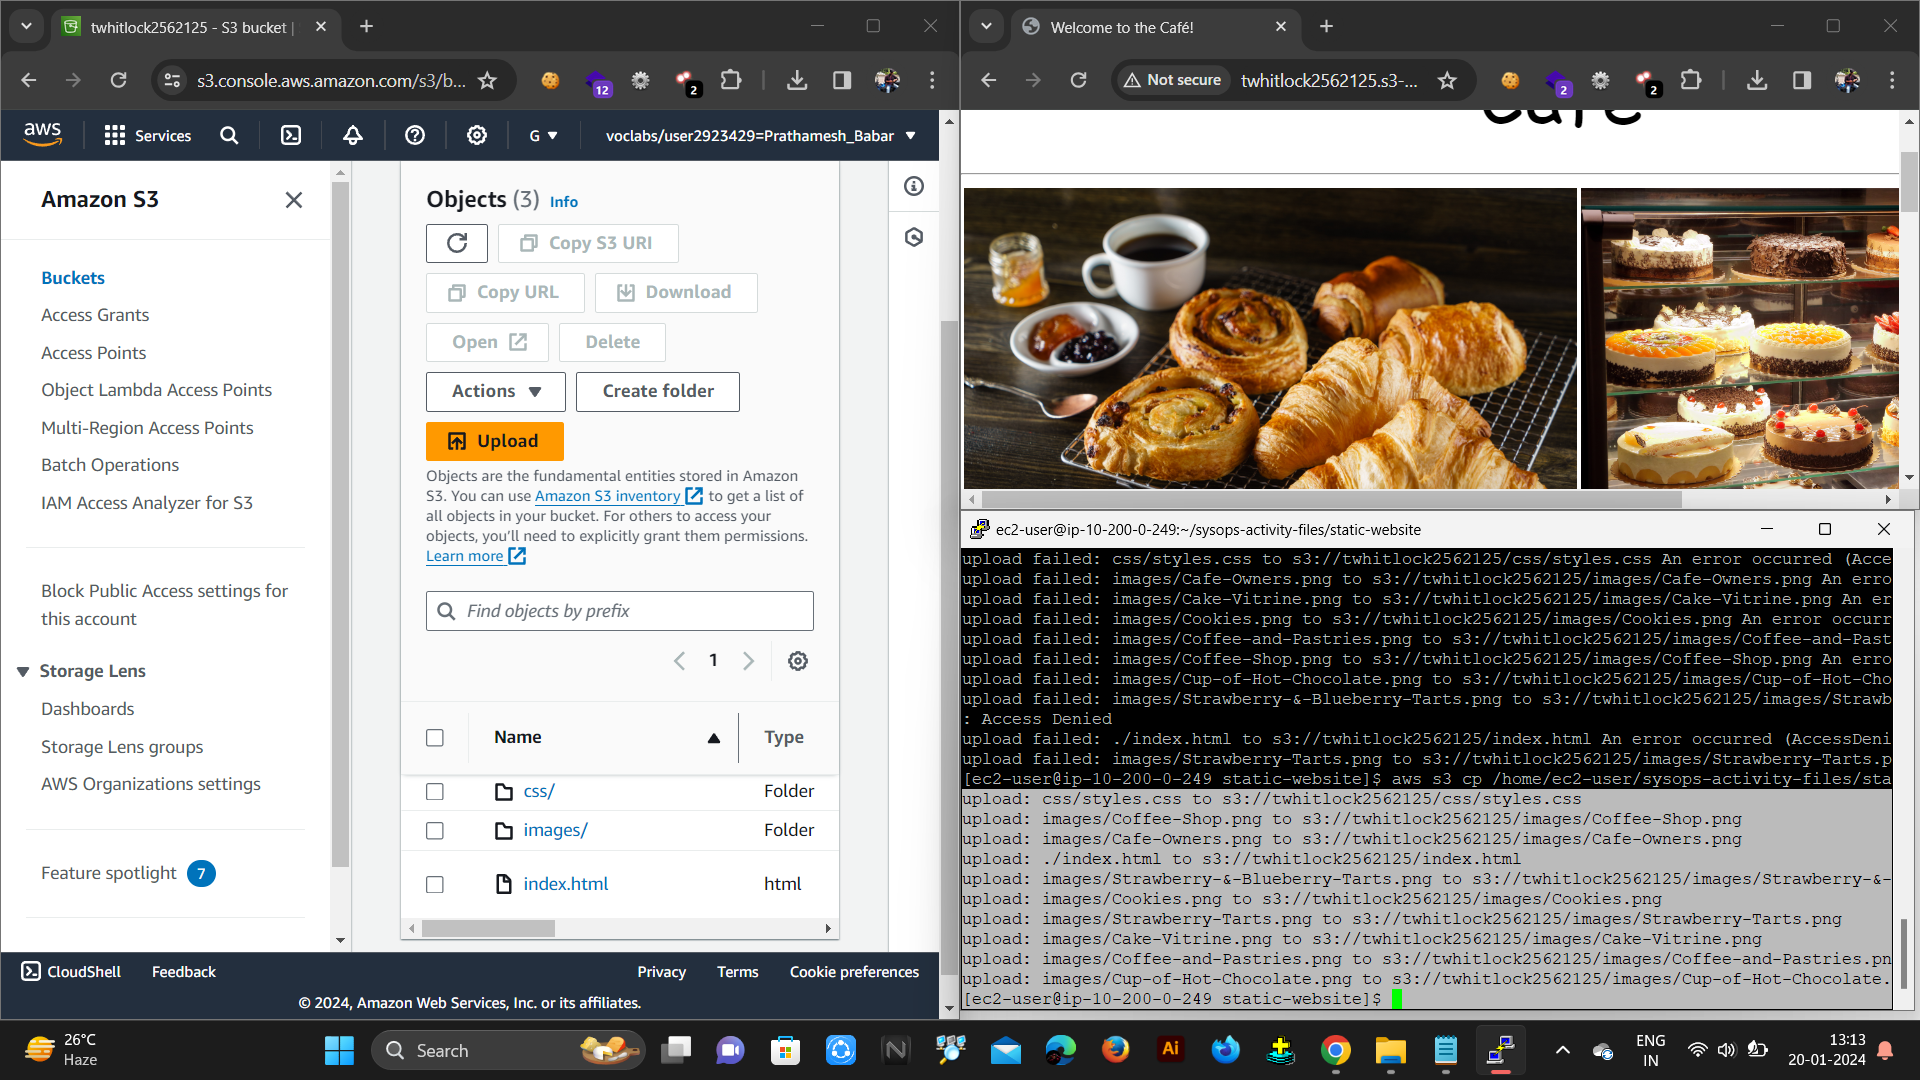 twhitlock2562125 - S3 bucket |
s3.console.aws.amazon.com/s3/b...
12
2
aws
Services
G
voclabs/user2923429=Prathamesh_Babar
Amazon S3
Buckets
Access Grants
Access Points
Object Lambda Access Points
Multi-Region Access Points
Batch Operations
IAM Access Analyzer for S3
Block Public Access settings for
this account
Storage Lens
Dashboards
Storage Lens groups
AWS Organizations settings
Feature spotlight 7
Objects (3) Info
Copy S3 URI
Copy URL
Download
Open
Delete
Actions
Create folder
Upload
Objects are the fundamental entities stored in Amazon
S3. You can use Amazon S3 inventory to get a list of
all objects in your bucket. For others to access your
objects, you'll need to explicitly grant them permissions.
Learn more
Find objects by prefix
1
Name
Type
css/
Folder
images/
Folder
index.html
html
CloudShell
Feedback
Privacy
Terms
Cookie preferences
© 2024, Amazon Web Services, Inc. or its affiliates.
Welcome to the Café!
Not secure
twhitlock2562125.s3-...
2
2
Café
ec2-user@ip-10-200-0-249:~/sysops-activity-files/static-website
upload failed: css/styles.css to s3://twhitlock2562125/css/styles.css An error occurred (Acce
upload failed: images/Cafe-Owners.png to s3://twhitlock2562125/images/Cafe-Owners.png An erro
upload failed: images/Cake-Vitrine.png to s3://twhitlock2562125/images/Cake-Vitrine.png An er
upload failed: images/Cookies.png to s3://twhitlock2562125/images/Cookies.png An error occurr
upload failed: images/Coffee-and-Pastries.png to s3://twhitlock2562125/images/Coffee-and-Past
upload failed: images/Coffee-Shop.png to s3://twhitlock2562125/images/Coffee-Shop.png An erro
upload failed: images/Cup-of-Hot-Chocolate.png to s3://twhitlock2562125/images/Cup-of-Hot-Cho
upload failed: images/Strawberry-&-Blueberry-Tarts.png to s3://twhitlock2562125/images/Strawb
: Access Denied
upload failed: ./index.html to s3://twhitlock2562125/index.html An error occurred (AccessDeni
upload failed: images/Strawberry-Tarts.png to s3://twhitlock2562125/images/Strawberry-Tarts.p
[ec2-user@ip-10-200-0-249 static-website]$ aws s3 cp /home/ec2-user/sysops-activity-files/sta
upload: css/styles.css to s3://twhitlock2562125/css/styles.css
upload: images/Coffee-Shop.png to s3://twhitlock2562125/images/Coffee-Shop.png
upload: images/Cafe-Owners.png to s3://twhitlock2562125/images/Cafe-Owners.png
upload: ./index.html to s3://twhitlock2562125/index.html
upload: images/Strawberry-&-Blueberry-Tarts.png to s3://twhitlock2562125/images/Strawberry-&-
upload: images/Cookies.png to s3://twhitlock2562125/images/Cookies.png
upload: images/Strawberry-Tarts.png to s3://twhitlock2562125/images/Strawberry-Tarts.png
upload: images/Cake-Vitrine.png to s3://twhitlock2562125/images/Cake-Vitrine.png
upload: images/Coffee-and-Pastries.png to s3://twhitlock2562125/images/Coffee-and-Pastries.pn
upload: images/Cup-of-Hot-Chocolate.png to s3://twhitlock2562125/images/Cup-of-Hot-Chocolate.
[ec2-user@ip-10-200-0-249 static-website]$
26°C
Haze
Search
N
Ai
ENG
IN
13:13
20-01-2024